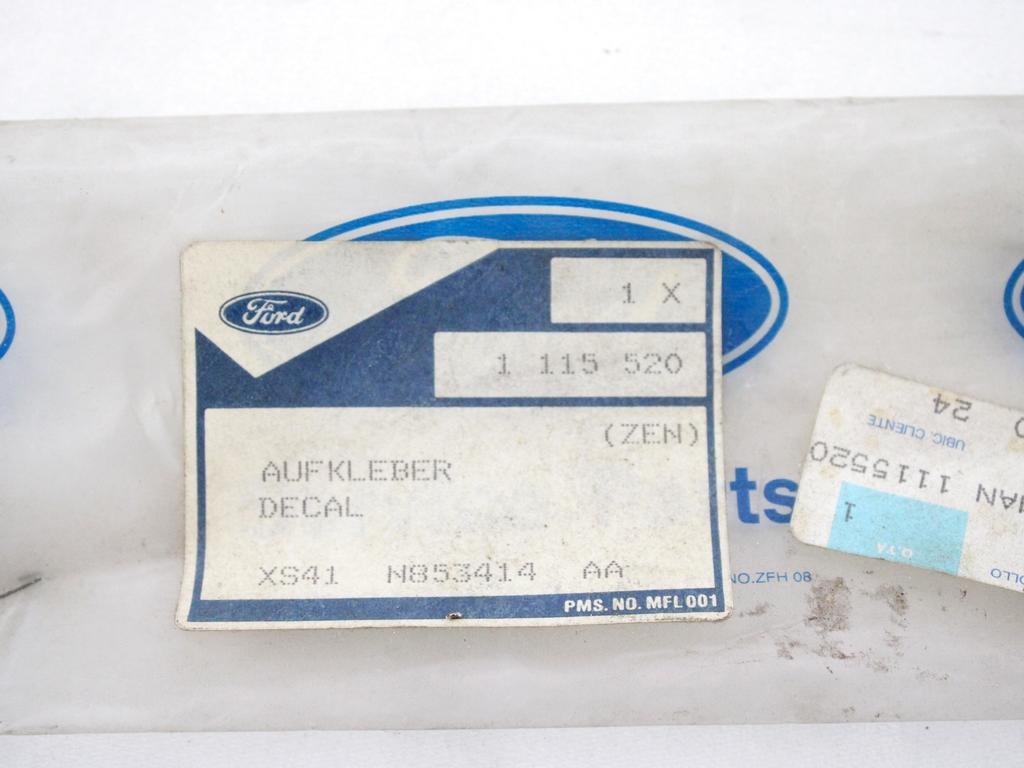 Ford
1 X
1 115 520
(ZEN)
AUFKLEBER
DECAL
XS41 N853414 AA
PMS. NO. MFL001
ts
NO.ZFH 08
24
UBIC. CLIENTE
1115520
1